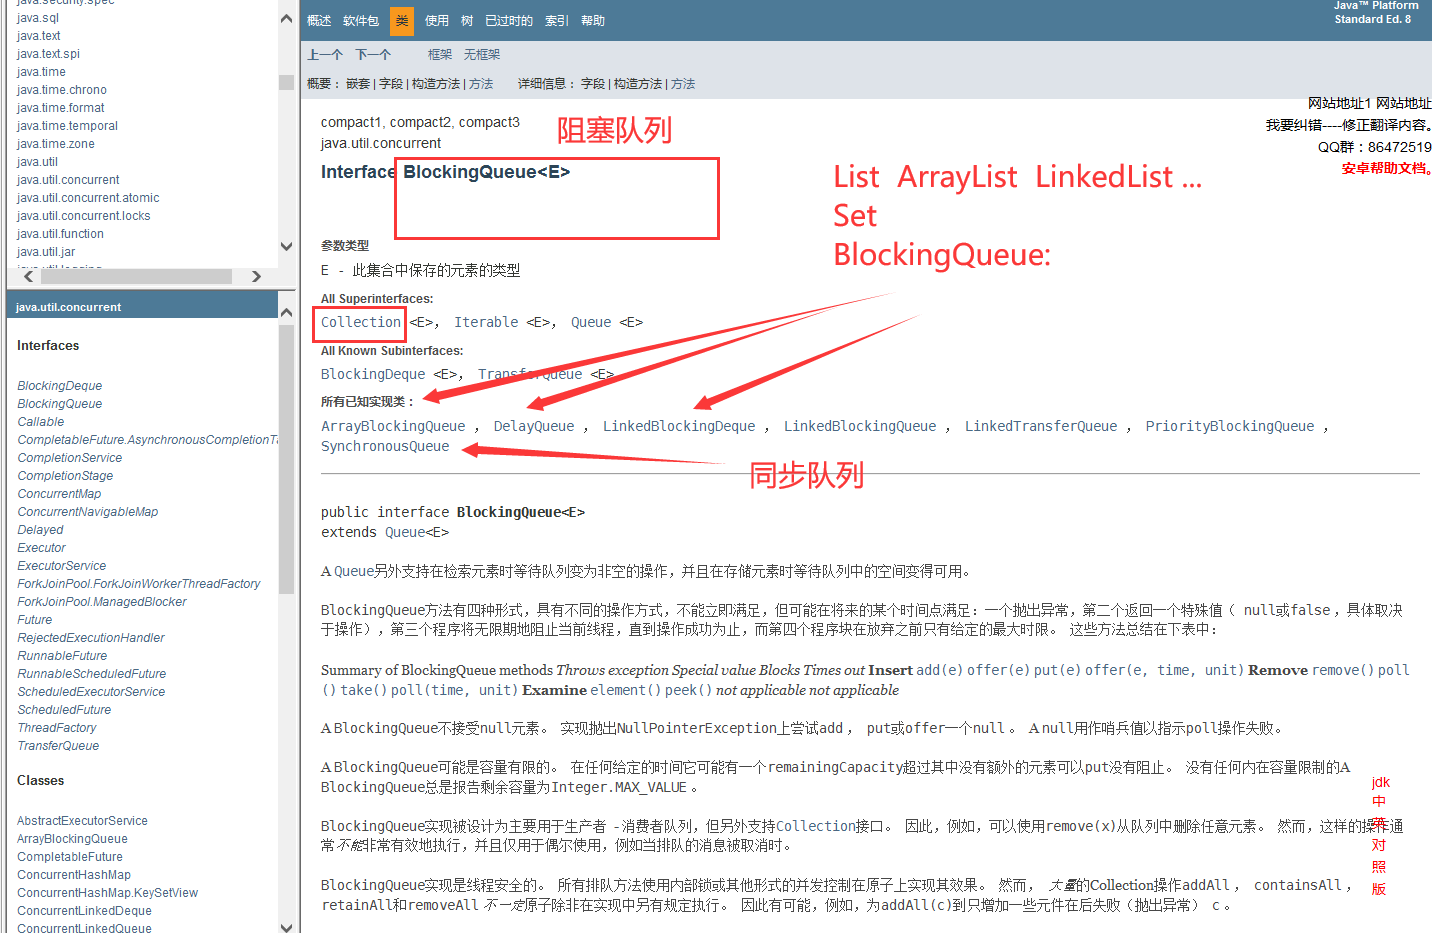 java.security.spec
java.sql
java.text
java.text.spi
java.time
java.time.chrono
java.time.format
java.time.temporal
java.time.zone
java.util
java.util.concurrent
java.util.concurrent.atomic
java.util.concurrent.locks
java.util.function
java.util.jar
java.util.logging
java.util.concurrent
Interfaces
BlockingDeque
BlockingQueue
Callable
CompletableFuture.AsynchronousCompletionTa
CompletionService
CompletionStage
ConcurrentMap
ConcurrentNavigableMap
Delayed
Executor
ExecutorService
ForkJoinPool.ForkJoinWorkerThreadFactory
ForkJoinPool.ManagedBlocker
Future
RejectedExecutionHandler
RunnableFuture
RunnableScheduledFuture
ScheduledExecutorService
ScheduledFuture
ThreadFactory
TransferQueue
Classes
AbstractExecutorService
ArrayBlockingQueue
CompletableFuture
ConcurrentHashMap
ConcurrentHashMap.KeySetView
ConcurrentLinkedDeque
ConcurrentLinkedQueue
概述 软件包 类 使用 树 已过时的 索引 帮助
Java™ Platform
Standard Ed. 8
上一个 下一个 框架 无框架
概要： 嵌套 | 字段 | 构造方法 | 方法 详细信息： 字段 | 构造方法 | 方法
网站地址1 网站地址
我要纠错----修正翻译内容。
QQ群：86472519
安卓帮助文档。
compact1, compact2, compact3
java.util.concurrent
阻塞队列
Interface BlockingQueue<E>
List ArrayList LinkedList ...
Set
BlockingQueue:
参数类型
E - 此集合中保存的元素的类型
All Superinterfaces:
Collection <E>, Iterable <E>, Queue <E>
All Known Subinterfaces:
BlockingDeque <E>, TransferQueue <E>
所有已知实现类：
ArrayBlockingQueue , DelayQueue , LinkedBlockingDeque , LinkedBlockingQueue , LinkedTransferQueue , PriorityBlockingQueue ,
SynchronousQueue
同步队列
public interface BlockingQueue<E>
extends Queue<E>
A Queue另外支持在检索元素时等待队列变为非空的操作，并且在存储元素时等待队列中的空间变得可用。
BlockingQueue方法有四种形式，具有不同的操作方式，不能立即满足，但可能在将来的某个时间点满足：一个抛出异常，第二个返回一个特殊值（ null或false ，具体取决
于操作），第三个程序将无限期地阻止当前线程，直到操作成功为止，而第四个程序块在放弃之前只有给定的最大时限。 这些方法总结在下表中：
Summary of BlockingQueue methods Throws exception Special value Blocks Times out Insert add(e) offer(e) put(e) offer(e, time, unit) Remove remove() poll
() take() poll(time, unit) Examine element() peek() not applicable not applicable
A BlockingQueue不接受null元素。 实现抛出NullPointerException上尝试add ， put或offer一个null 。 A null用作哨兵值以指示poll操作失败。
A BlockingQueue可能是容量有限的。 在任何给定的时间它可能有一个remainingCapacity超过其中没有额外的元素可以put没有阻止。 没有任何内在容量限制的A
BlockingQueue总是报告剩余容量为Integer.MAX_VALUE 。
BlockingQueue实现被设计为主要用于生产者 -消费者队列，但另外支持Collection接口。 因此，例如，可以使用remove(x)从队列中删除任意元素。 然而，这样的操作通
常不能非常有效地执行，并且仅用于偶尔使用，例如当排队的消息被取消时。
BlockingQueue实现是线程安全的。 所有排队方法使用内部锁或其他形式的并发控制在原子上实现其效果。 然而， 大量的Collection操作addAll ， containsAll ，
retainAll和removeAll不一定原子除非在实现中另有规定执行。 因此有可能，例如，为addAll(c)到只增加一些元件在后失败（抛出异常） c 。
jdk
中
英
对
照
版